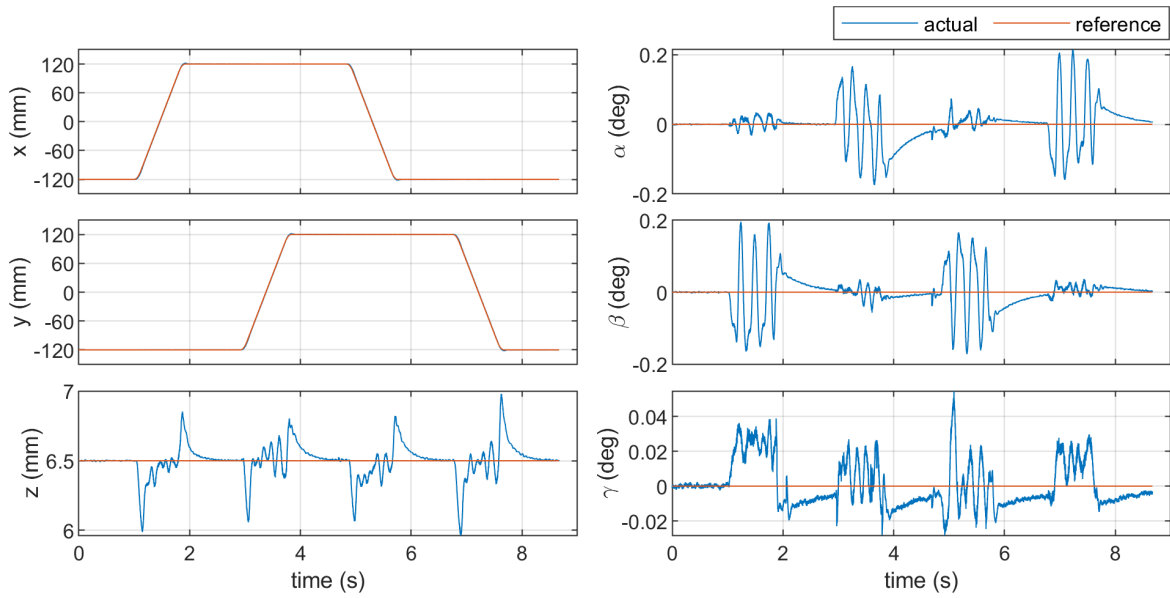 actual reference
x (mm)
120
60
0
-60
-120
α (deg)
0.2
0
-0.2
y (mm)
120
60
0
-60
-120
β (deg)
0.2
0
-0.2
z (mm)
7
6.5
6
0 2 4 6 8
time (s)
γ (deg)
0.04
0.02
0
-0.02
0 2 4 6 8
time (s)